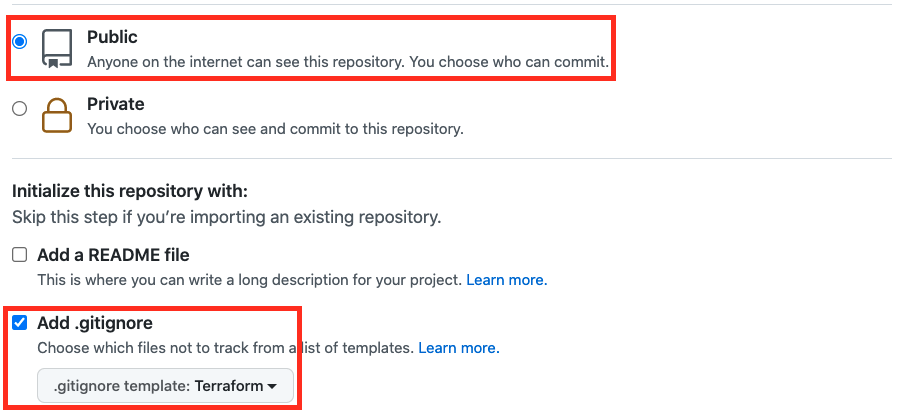 Public
Anyone on the internet can see this repository. You choose who can commit.
Private
You choose who can see and commit to this repository.
Initialize this repository with:
Skip this step if you’re importing an existing repository.
Add a README file
This is where you can write a long description for your project. Learn more.
Add .gitignore
Choose which files not to track from a list of templates. Learn more.
.gitignore template: Terraform